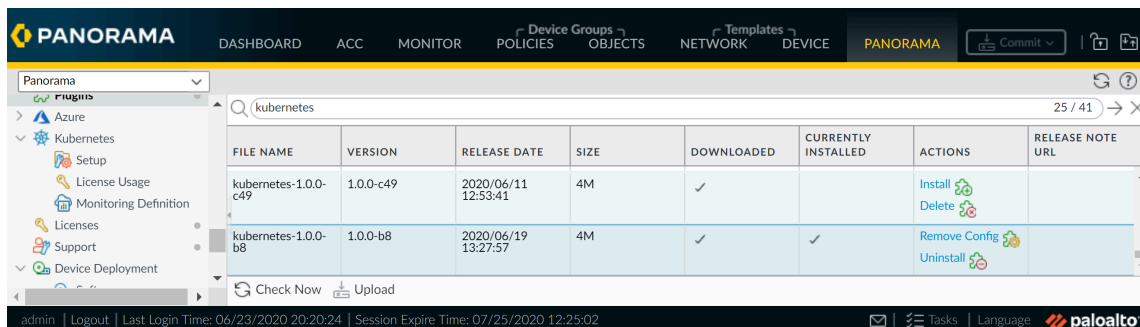 PANORAMA
Device Groups
Templates
DASHBOARD ACC MONITOR POLICIES OBJECTS NETWORK DEVICE PANORAMA Commit
Panorama
Plugins
Azure
Kubernetes
Setup
License Usage
Monitoring Definition
Licenses
Support
Device Deployment
kubernetes 25 / 41
FILE NAME VERSION RELEASE DATE SIZE DOWNLOADED CURRENTLY INSTALLED ACTIONS RELEASE NOTE URL
kubernetes-1.0.0-c49 1.0.0-c49 2020/06/11 12:53:41 4M Install
Delete
kubernetes-1.0.0-b8 1.0.0-b8 2020/06/19 13:27:57 4M Remove Config
Uninstall
Check Now Upload
admin | Logout | Last Login Time: 06/23/2020 20:20:24 | Session Expire Time: 07/25/2020 12:25:02 Tasks | Language paloalto